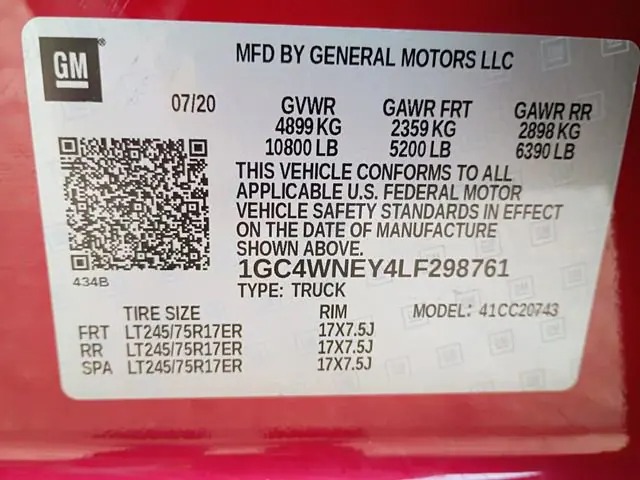 GM
MFD BY GENERAL MOTORS LLC
07/20 GVWR GAWR FRT GAWR RR
4899 KG 2359 KG 2898 KG
10800 LB 5200 LB 6390 LB
THIS VEHICLE CONFORMS TO ALL
APPLICABLE U.S. FEDERAL MOTOR
VEHICLE SAFETY STANDARDS IN EFFECT
ON THE DATE OF MANUFACTURE
SHOWN ABOVE.
434B
1GC4WNEY4LF298761
TYPE: TRUCK
TIRE SIZE RIM MODEL: 41CC20743
FRT LT245/75R17ER 17X7.5J
RR LT245/75R17ER 17X7.5J
SPA LT245/75R17ER 17X7.5J